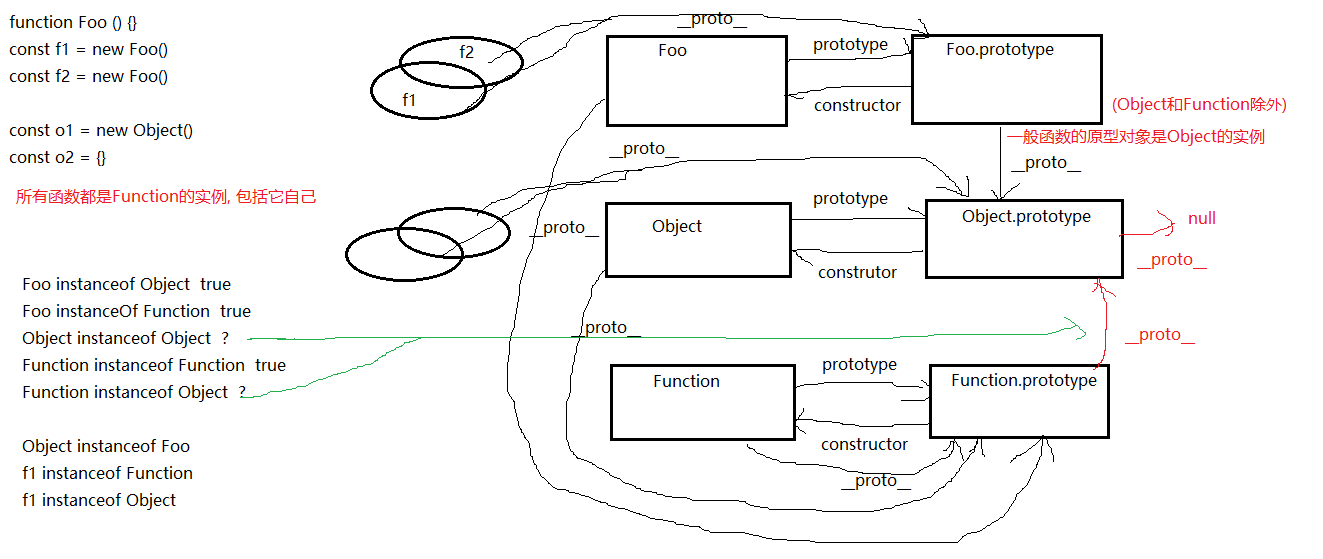 function Foo () {}
const f1 = new Foo()
const f2 = new Foo()
const o1 = new Object()
const o2 = {}
所有函数都是Function的实例, 包括它自己
Foo instanceof Object  true
Foo instanceOf Function  true
Object instanceof Object  ?
Function instanceof Function  true
Function instanceof Object  ?
Object instanceof Foo
f1 instanceof Function
f1 instanceof Object
f2
f1
__proto__
Foo
prototype
Foo.prototype
constructor
(Object和Function除外)
一般函数的原型对象是Object的实例
__proto__
__proto__
__proto__
Object
prototype
Object.prototype
construtor
null
__proto__
__proto__
__proto__
Function
prototype
Function.prototype
constructor
__proto__